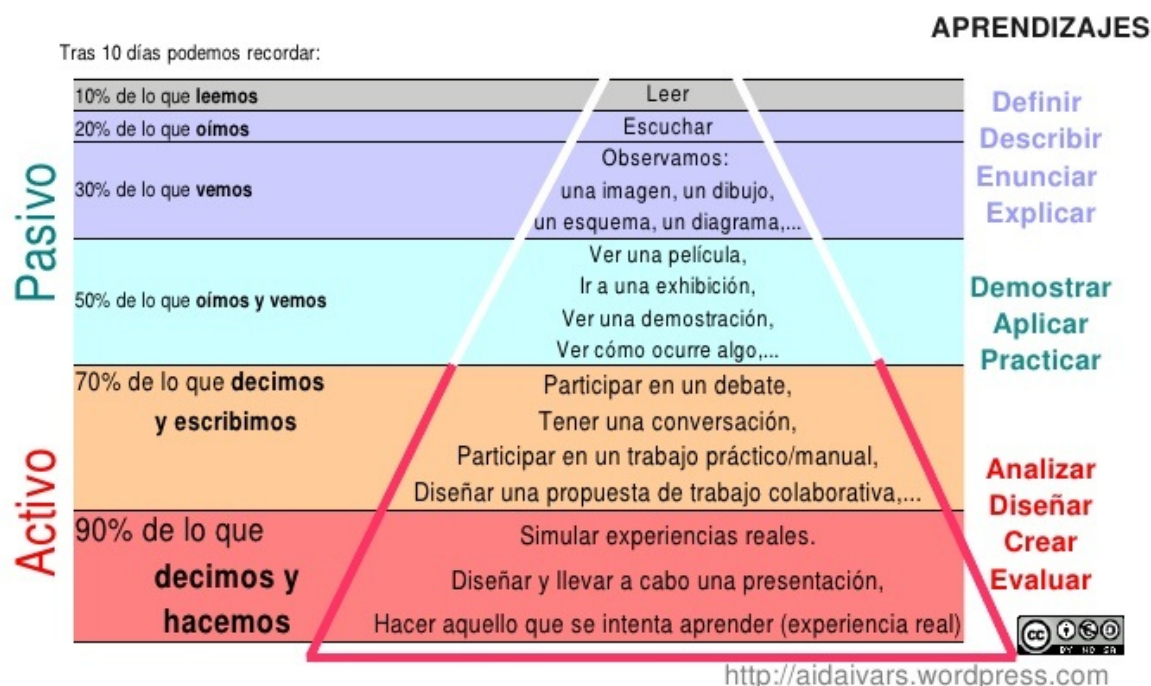 APRENDIZAJES
Tras 10 días podemos recordar:
Pasivo
10% de lo que leemos
Leer
20% de lo que oímos
Escuchar
30% de lo que vemos
Observamos:
una imagen, un dibujo,
un esquema, un diagrama,...
Definir
Describir
Enunciar
Explicar
50% de lo que oímos y vemos
Ver una película,
Ir a una exhibición,
Ver una demostración,
Ver cómo ocurre algo,...
Demostrar
Aplicar
Practicar
Activo
70% de lo que decimos
y escribimos
Participar en un debate,
Tener una conversación,
Participar en un trabajo práctico/manual,
Diseñar una propuesta de trabajo colaborativa,...
90% de lo que
decimos y
hacemos
Simular experiencias reales.
Diseñar y llevar a cabo una presentación,
Hacer aquello que se intenta aprender (experiencia real)
Analizar
Diseñar
Crear
Evaluar
cc
BY NO SA
http://aidaivars.wordpress.com